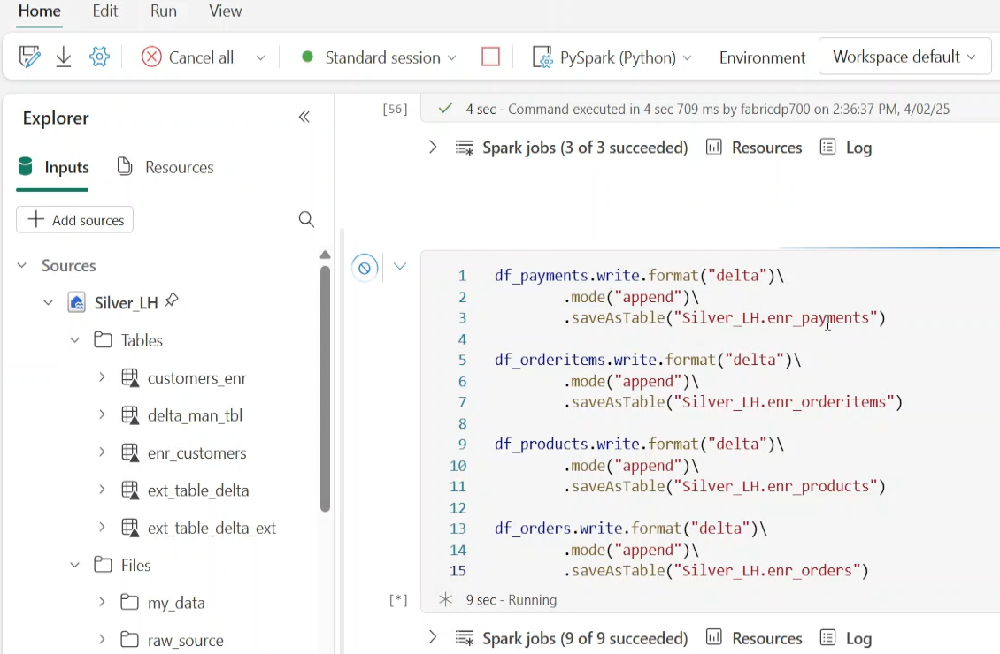 Home Edit Run View
Cancel all Standard session PySpark (Python) Environment Workspace default
Explorer
Inputs Resources
Add sources
Sources
Silver_LH
Tables
customers_enr
delta_man_tbl
enr_customers
ext_table_delta
ext_table_delta_ext
Files
my_data
raw_source
[56] 4 sec - Command executed in 4 sec 709 ms by fabricdp700 on 2:36:37 PM, 4/02/25
Spark jobs (3 of 3 succeeded) Resources Log
1 df_payments.write.format("delta")\
2 .mode("append")\
3 .saveAsTable("Silver_LH.enr_payments")
4
5 df_orderitems.write.format("delta")\
6 .mode("append")\
7 .saveAsTable("Silver_LH.enr_orderitems")
8
9 df_products.write.format("delta")\
10 .mode("append")\
11 .saveAsTable("Silver_LH.enr_products")
12
13 df_orders.write.format("delta")\
14 .mode("append")\
15 .saveAsTable("Silver_LH.enr_orders")
[*] 9 sec - Running
Spark jobs (9 of 9 succeeded) Resources Log